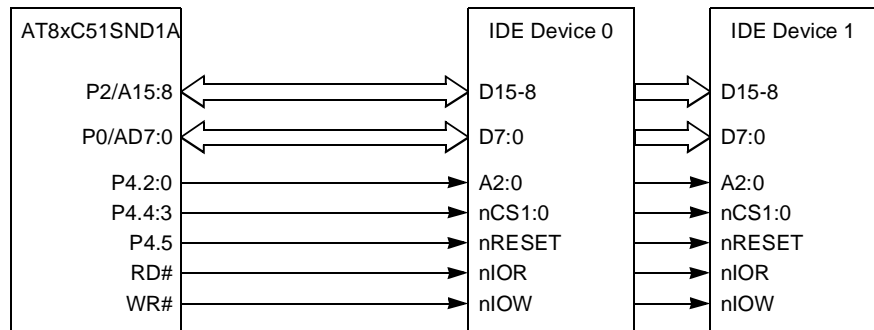 AT8xC51SND1A IDE Device 0 IDE Device 1
P2/A15:8 D15-8 D15-8
P0/AD7:0 D7:0 D7:0
P4.2:0 A2:0 A2:0
P4.4:3 nCS1:0 nCS1:0
P4.5 nRESET nRESET
RD# nIOR nIOR
WR# nIOW nIOW